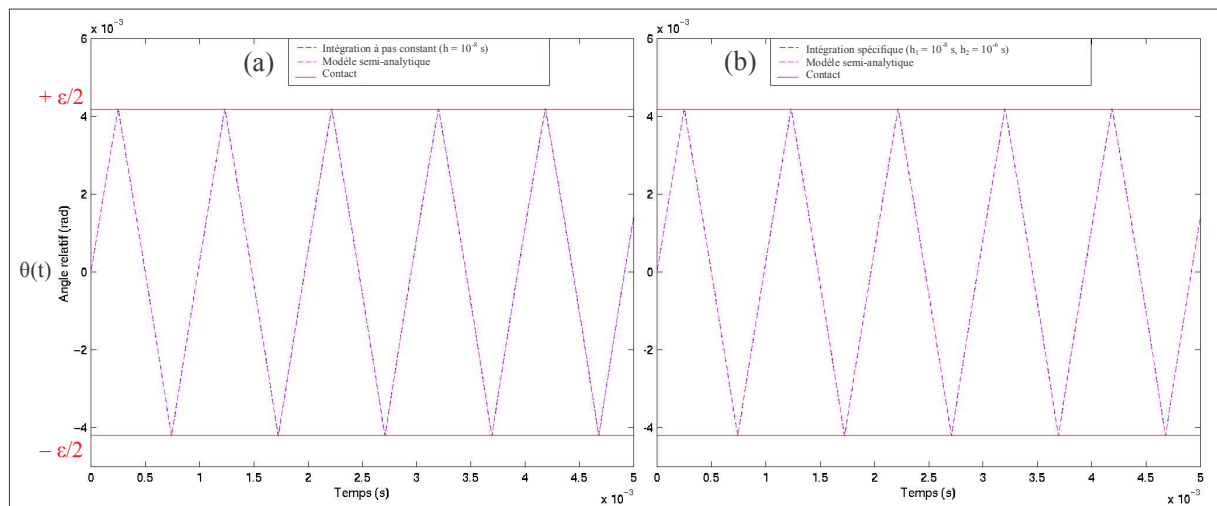 x 10⁻³
6
4
2
0
-2
-4
+ ε/2
− ε/2
θ(t)
Angle relatif (rad)
(a)
Intégration à pas constant (h = 10⁻⁸ s)
Modèle semi-analytique
Contact
0 0.5 1 1.5 2 2.5 3 3.5 4 4.5 5
Temps (s)
x 10⁻³
x 10⁻³
6
4
2
0
-2
-4
(b)
Intégration spécifique (h₁ = 10⁻⁸ s, h₂ = 10⁻⁶ s)
Modèle semi-analytique
Contact
0 0.5 1 1.5 2 2.5 3 3.5 4 4.5 5
Temps (s)
x 10⁻³